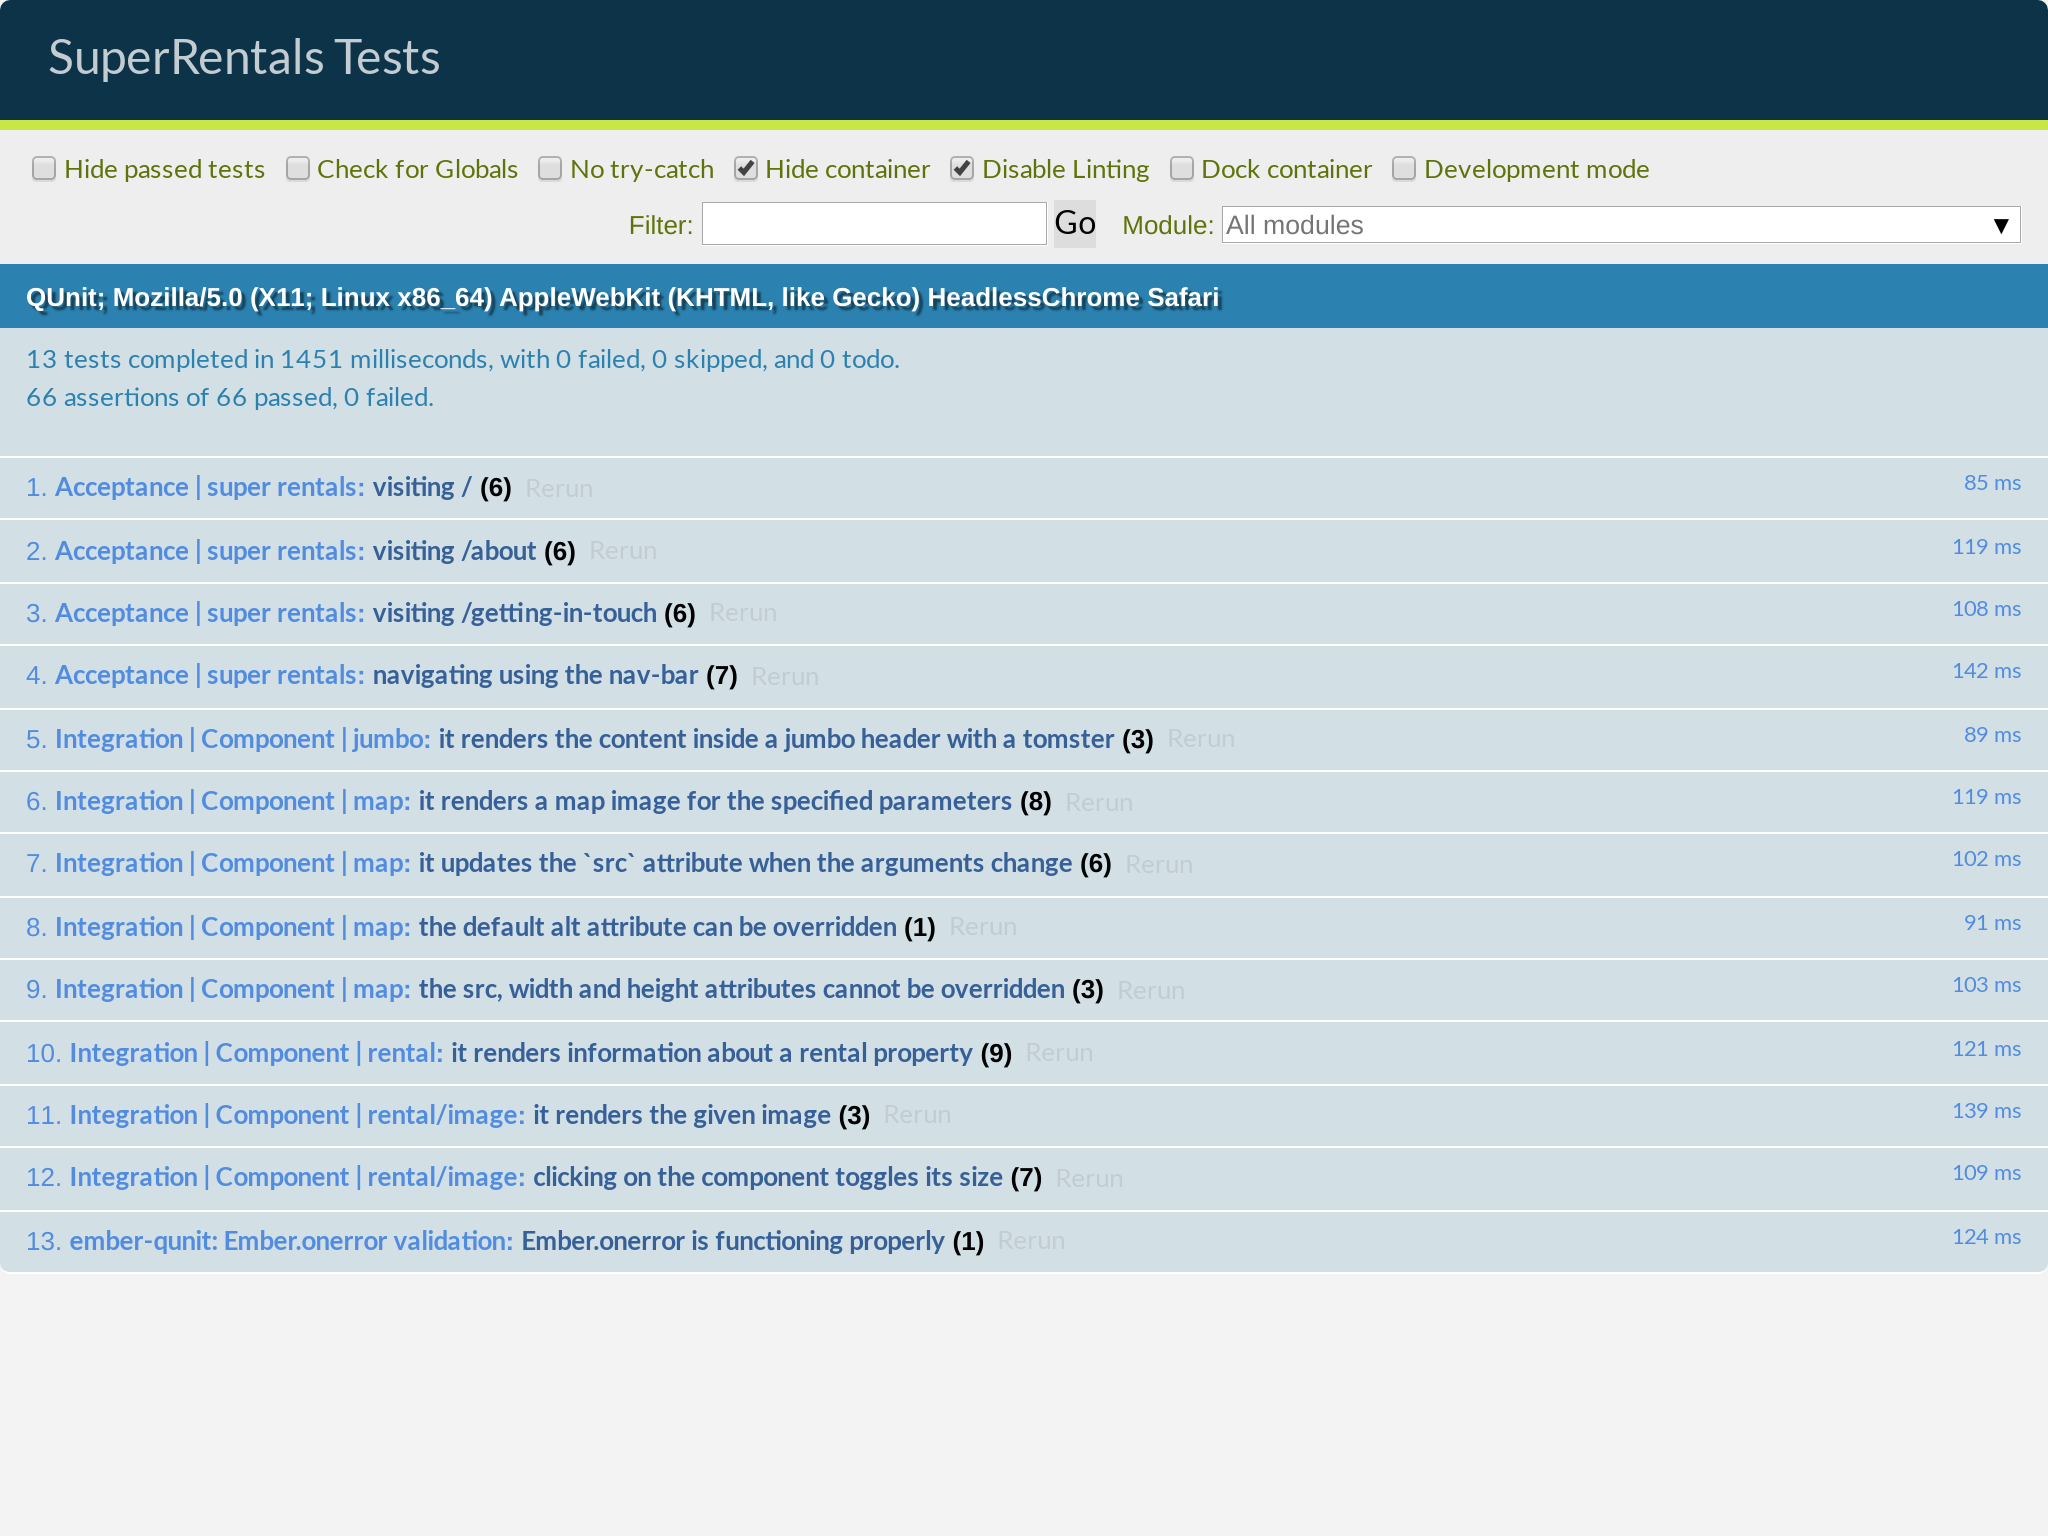 SuperRentals Tests
Hide passed tests Check for Globals No try-catch Hide container Disable Linting Dock container Development mode
Filter: Go Module: All modules ▼
QUnit; Mozilla/5.0 (X11; Linux x86_64) AppleWebKit (KHTML, like Gecko) HeadlessChrome Safari
13 tests completed in 1451 milliseconds, with 0 failed, 0 skipped, and 0 todo.
66 assertions of 66 passed, 0 failed.
1. Acceptance | super rentals: visiting / (6) Rerun 85 ms
2. Acceptance | super rentals: visiting /about (6) Rerun 119 ms
3. Acceptance | super rentals: visiting /getting-in-touch (6) Rerun 108 ms
4. Acceptance | super rentals: navigating using the nav-bar (7) Rerun 142 ms
5. Integration | Component | jumbo: it renders the content inside a jumbo header with a tomster (3) Rerun 89 ms
6. Integration | Component | map: it renders a map image for the specified parameters (8) Rerun 119 ms
7. Integration | Component | map: it updates the `src` attribute when the arguments change (6) Rerun 102 ms
8. Integration | Component | map: the default alt attribute can be overridden (1) Rerun 91 ms
9. Integration | Component | map: the src, width and height attributes cannot be overridden (3) Rerun 103 ms
10. Integration | Component | rental: it renders information about a rental property (9) Rerun 121 ms
11. Integration | Component | rental/image: it renders the given image (3) Rerun 139 ms
12. Integration | Component | rental/image: clicking on the component toggles its size (7) Rerun 109 ms
13. ember-qunit: Ember.onerror validation: Ember.onerror is functioning properly (1) Rerun 124 ms